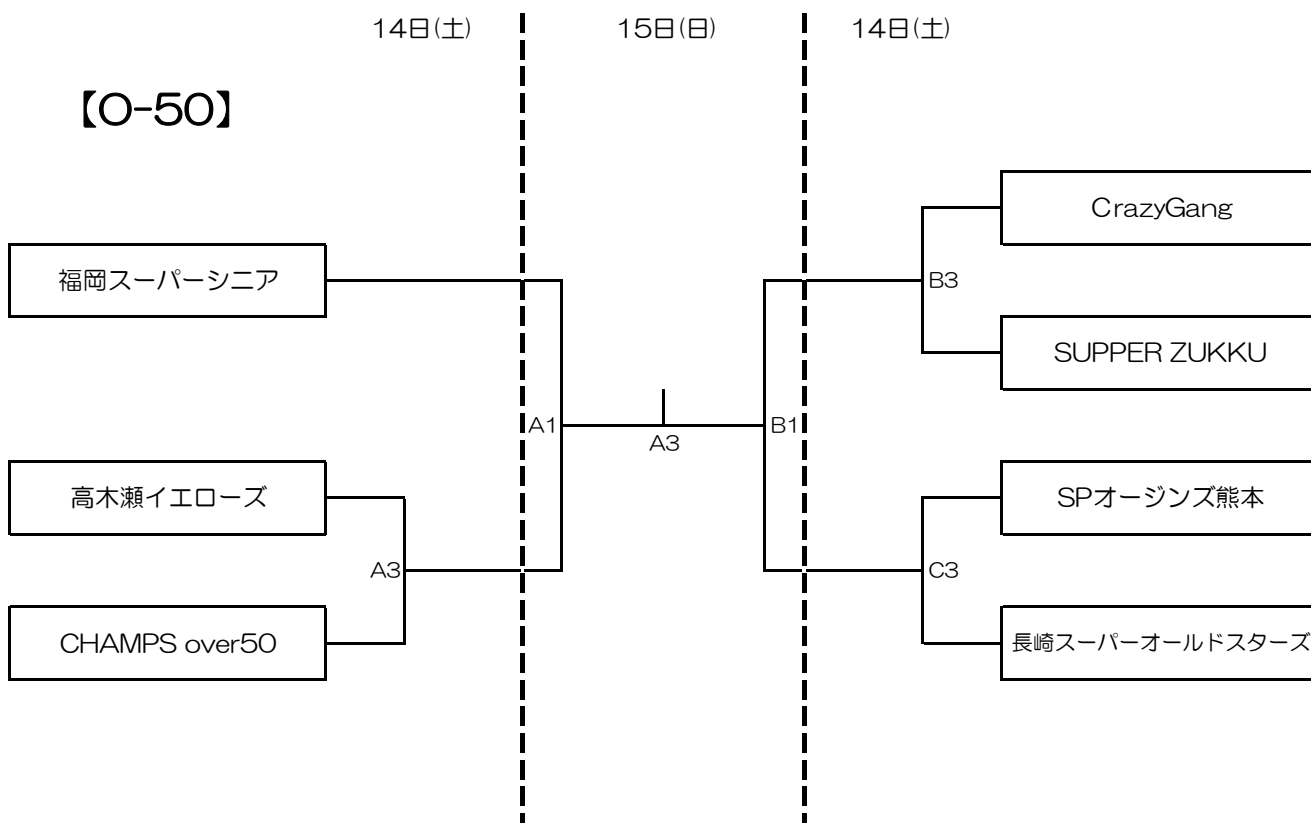 14日(土)
15日(日)
14日(土)
【O-50】
福岡スーパーシニア
高木瀬イエローズ
CHAMPS over50
A3
A1
A3
B1
B3
C3
CrazyGang
SUPPER ZUKKU
SPオージンズ熊本
長崎スーパーオールドスターズ